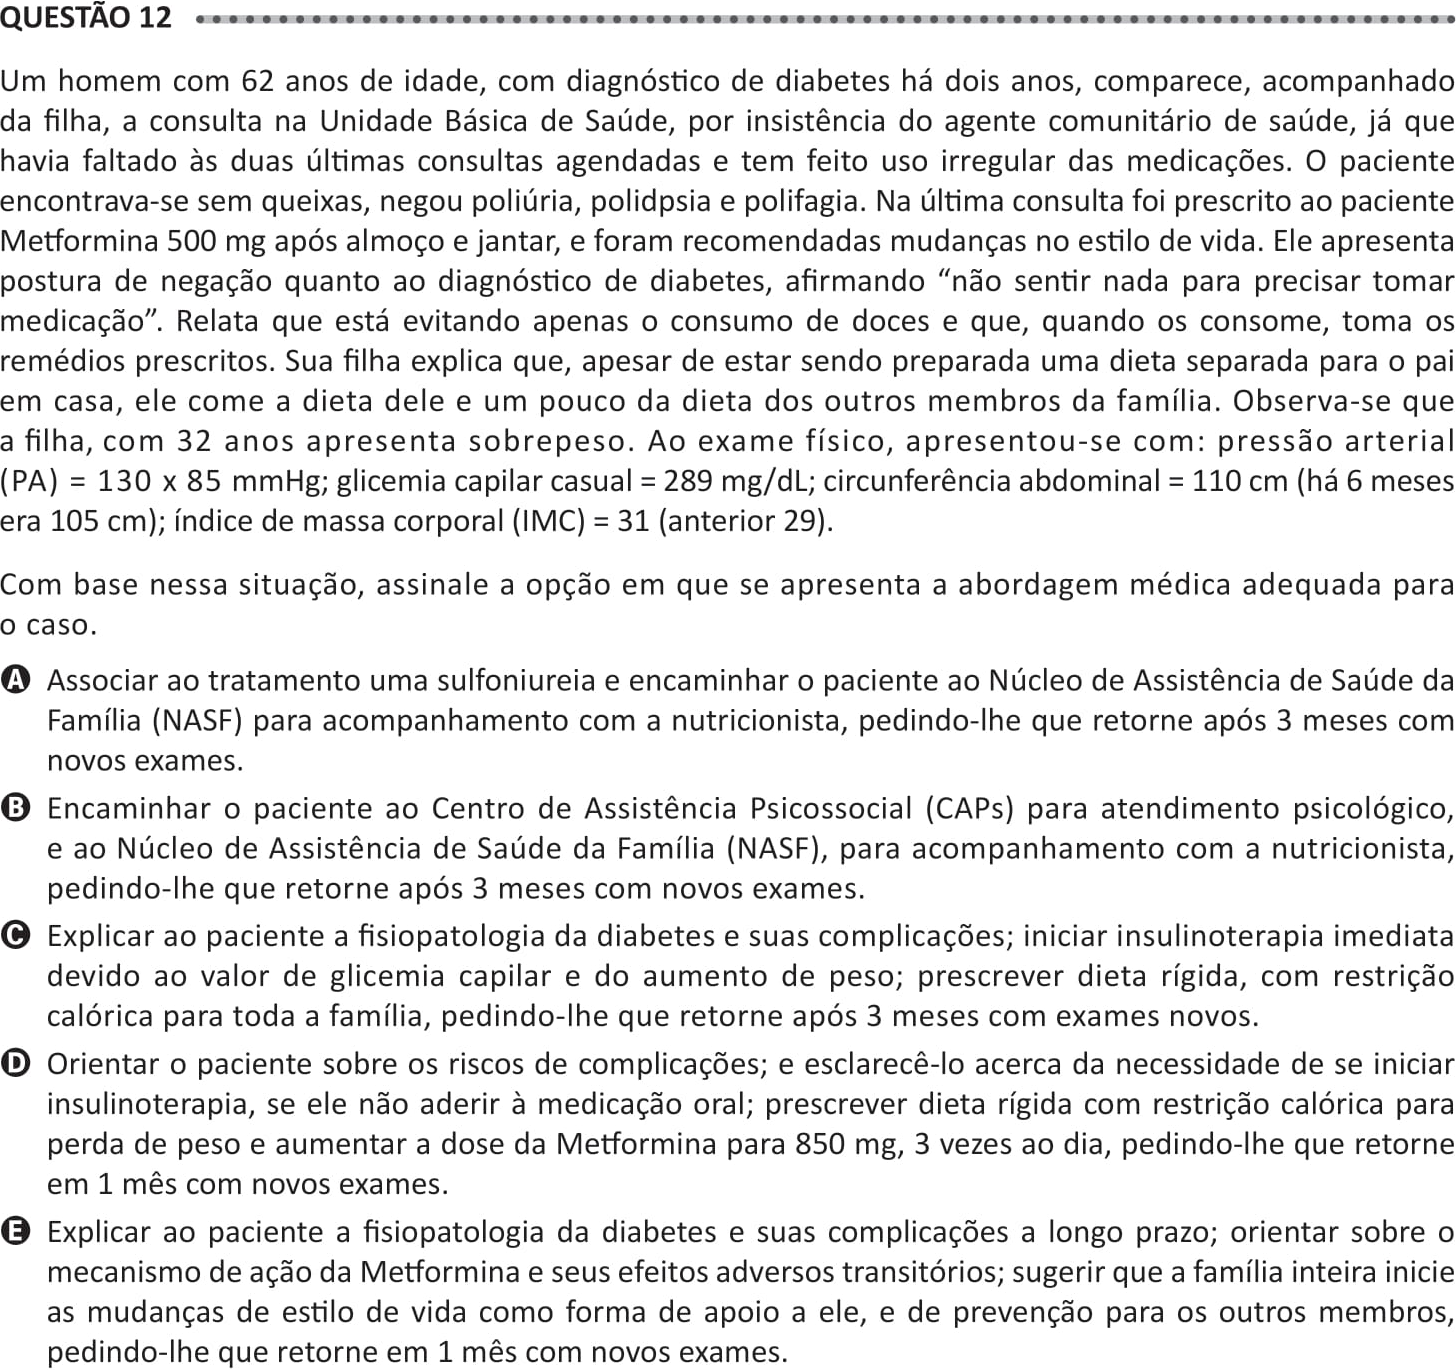 QUESTÃO 12
Um homem com 62 anos de idade, com diagnóstico de diabetes há dois anos, comparece, acompanhado
da filha, a consulta na Unidade Básica de Saúde, por insistência do agente comunitário de saúde, já que
havia faltado às duas últimas consultas agendadas e tem feito uso irregular das medicações. O paciente
encontrava-se sem queixas, negou poliúria, polidpsia e polifagia. Na última consulta foi prescrito ao paciente
Metformina 500 mg após almoço e jantar, e foram recomendadas mudanças no estilo de vida. Ele apresenta
postura de negação quanto ao diagnóstico de diabetes, afirmando “não sentir nada para precisar tomar
medicação”. Relata que está evitando apenas o consumo de doces e que, quando os consome, toma os
remédios prescritos. Sua filha explica que, apesar de estar sendo preparada uma dieta separada para o pai
em casa, ele come a dieta dele e um pouco da dieta dos outros membros da família. Observa-se que
a filha, com 32 anos apresenta sobrepeso. Ao exame físico, apresentou-se com: pressão arterial
(PA) = 130 x 85 mmHg; glicemia capilar casual = 289 mg/dL; circunferência abdominal = 110 cm (há 6 meses
era 105 cm); índice de massa corporal (IMC) = 31 (anterior 29).
Com base nessa situação, assinale a opção em que se apresenta a abordagem médica adequada para
o caso.
A Associar ao tratamento uma sulfoniureia e encaminhar o paciente ao Núcleo de Assistência de Saúde da
Família (NASF) para acompanhamento com a nutricionista, pedindo-lhe que retorne após 3 meses com
novos exames.
B Encaminhar o paciente ao Centro de Assistência Psicossocial (CAPs) para atendimento psicológico,
e ao Núcleo de Assistência de Saúde da Família (NASF), para acompanhamento com a nutricionista,
pedindo-lhe que retorne após 3 meses com novos exames.
C Explicar ao paciente a fisiopatologia da diabetes e suas complicações; iniciar insulinoterapia imediata
devido ao valor de glicemia capilar e do aumento de peso; prescrever dieta rígida, com restrição
calórica para toda a família, pedindo-lhe que retorne após 3 meses com exames novos.
D Orientar o paciente sobre os riscos de complicações; e esclarecê-lo acerca da necessidade de se iniciar
insulinoterapia, se ele não aderir à medicação oral; prescrever dieta rígida com restrição calórica para
perda de peso e aumentar a dose da Metformina para 850 mg, 3 vezes ao dia, pedindo-lhe que retorne
em 1 mês com novos exames.
E Explicar ao paciente a fisiopatologia da diabetes e suas complicações a longo prazo; orientar sobre o
mecanismo de ação da Metformina e seus efeitos adversos transitórios; sugerir que a família inteira inicie
as mudanças de estilo de vida como forma de apoio a ele, e de prevenção para os outros membros,
pedindo-lhe que retorne em 1 mês com novos exames.